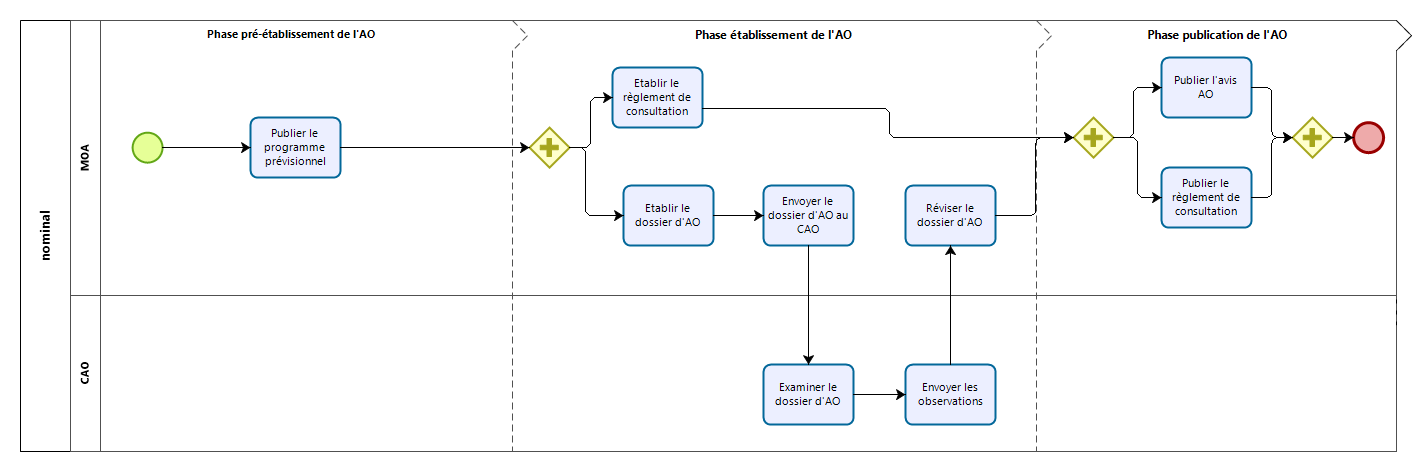 nominal
MOA
CAO
Phase pré-établissement de l'AO
Phase établissement de l'AO
Phase publication de l'AO
Publier le
programme
prévisionnel
Etablir le
règlement de
consultation
Etablir le
dossier d'AO
Envoyer le
dossier d'AO au
CAO
Réviser le
dossier d'AO
Examiner le
dossier d'AO
Envoyer les
observations
Publier l'avis
AO
Publier le
règlement de
consultation